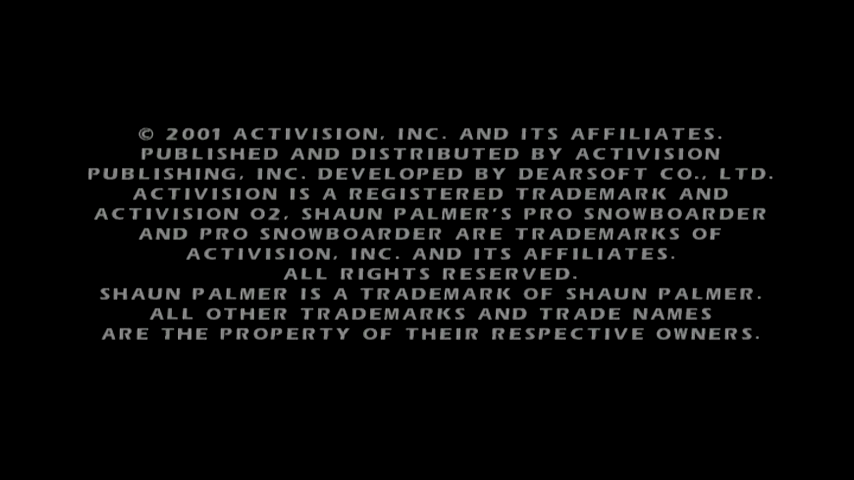 © 2001 ACTIVISION, INC. AND ITS AFFILIATES.
PUBLISHED AND DISTRIBUTED BY ACTIVISION
PUBLISHING, INC. DEVELOPED BY DEARSOFT CO., LTD.
ACTIVISION IS A REGISTERED TRADEMARK AND
ACTIVISION O2, SHAUN PALMER'S PRO SNOWBOARDER
AND PRO SNOWBOARDER ARE TRADEMARKS OF
ACTIVISION, INC. AND ITS AFFILIATES.
ALL RIGHTS RESERVED.
SHAUN PALMER IS A TRADEMARK OF SHAUN PALMER.
ALL OTHER TRADEMARKS AND TRADE NAMES
ARE THE PROPERTY OF THEIR RESPECTIVE OWNERS.